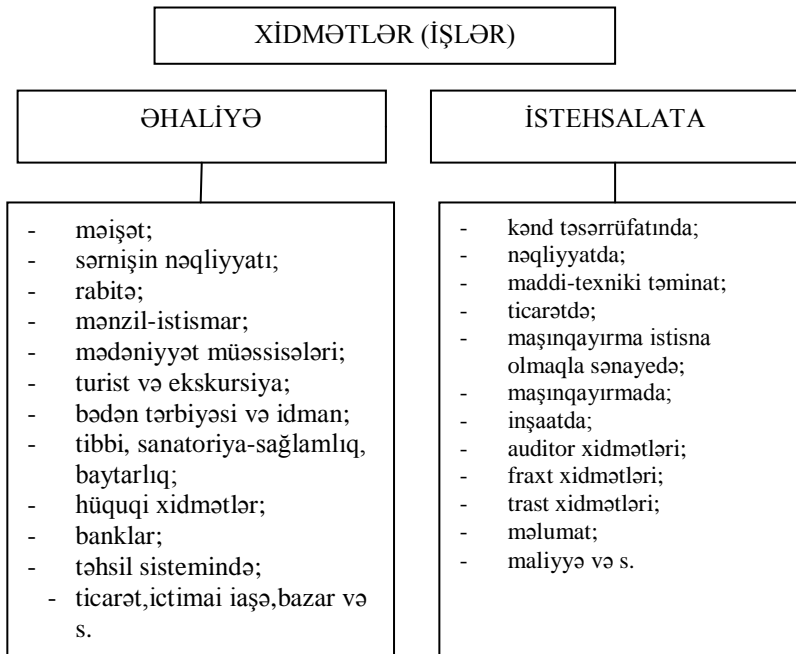 XİDMƏTLƏR (İŞLƏR)
ƏHALİYƏ
- məişət;
- sərnişin nəqliyyatı;
- rabitə;
- mənzil-istismar;
- mədəniyyət müəssisələri;
- turist və ekskursiya;
- bədən tərbiyəsi və idman;
- tibbi, sanatoriya-sağlamlıq,
baytarlıq;
- hüquqi xidmətlər;
- banklar;
- təhsil sistemində;
- ticarət,ictimai iaşə,bazar və
s.
İSTEHSALATA
- kənd təsərrüfatında;
- nəqliyyatda;
- maddi-texniki təminat;
- ticarətdə;
- maşınqayırma istisna
olmaqla sənayedə;
- maşınqayırmada;
- inşaatda;
- auditor xidmətləri;
- fraxt xidmətləri;
- trast xidmətləri;
- məlumat;
- maliyyə və s.